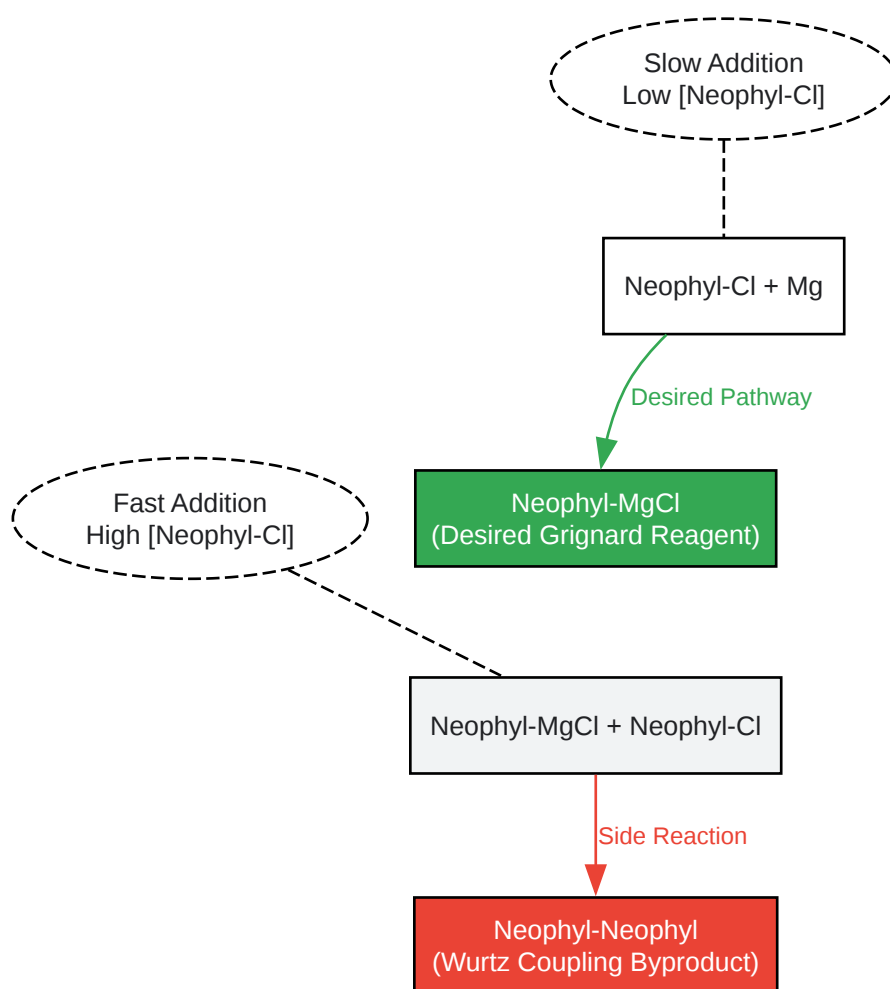 Slow Addition
Low [Neophyl-Cl]
Neophyl-Cl + Mg
Desired Pathway
Neophyl-MgCl
(Desired Grignard Reagent)
Fast Addition
High [Neophyl-Cl]
Neophyl-MgCl + Neophyl-Cl
Side Reaction
Neophyl-Neophyl
(Wurtz Coupling Byproduct)